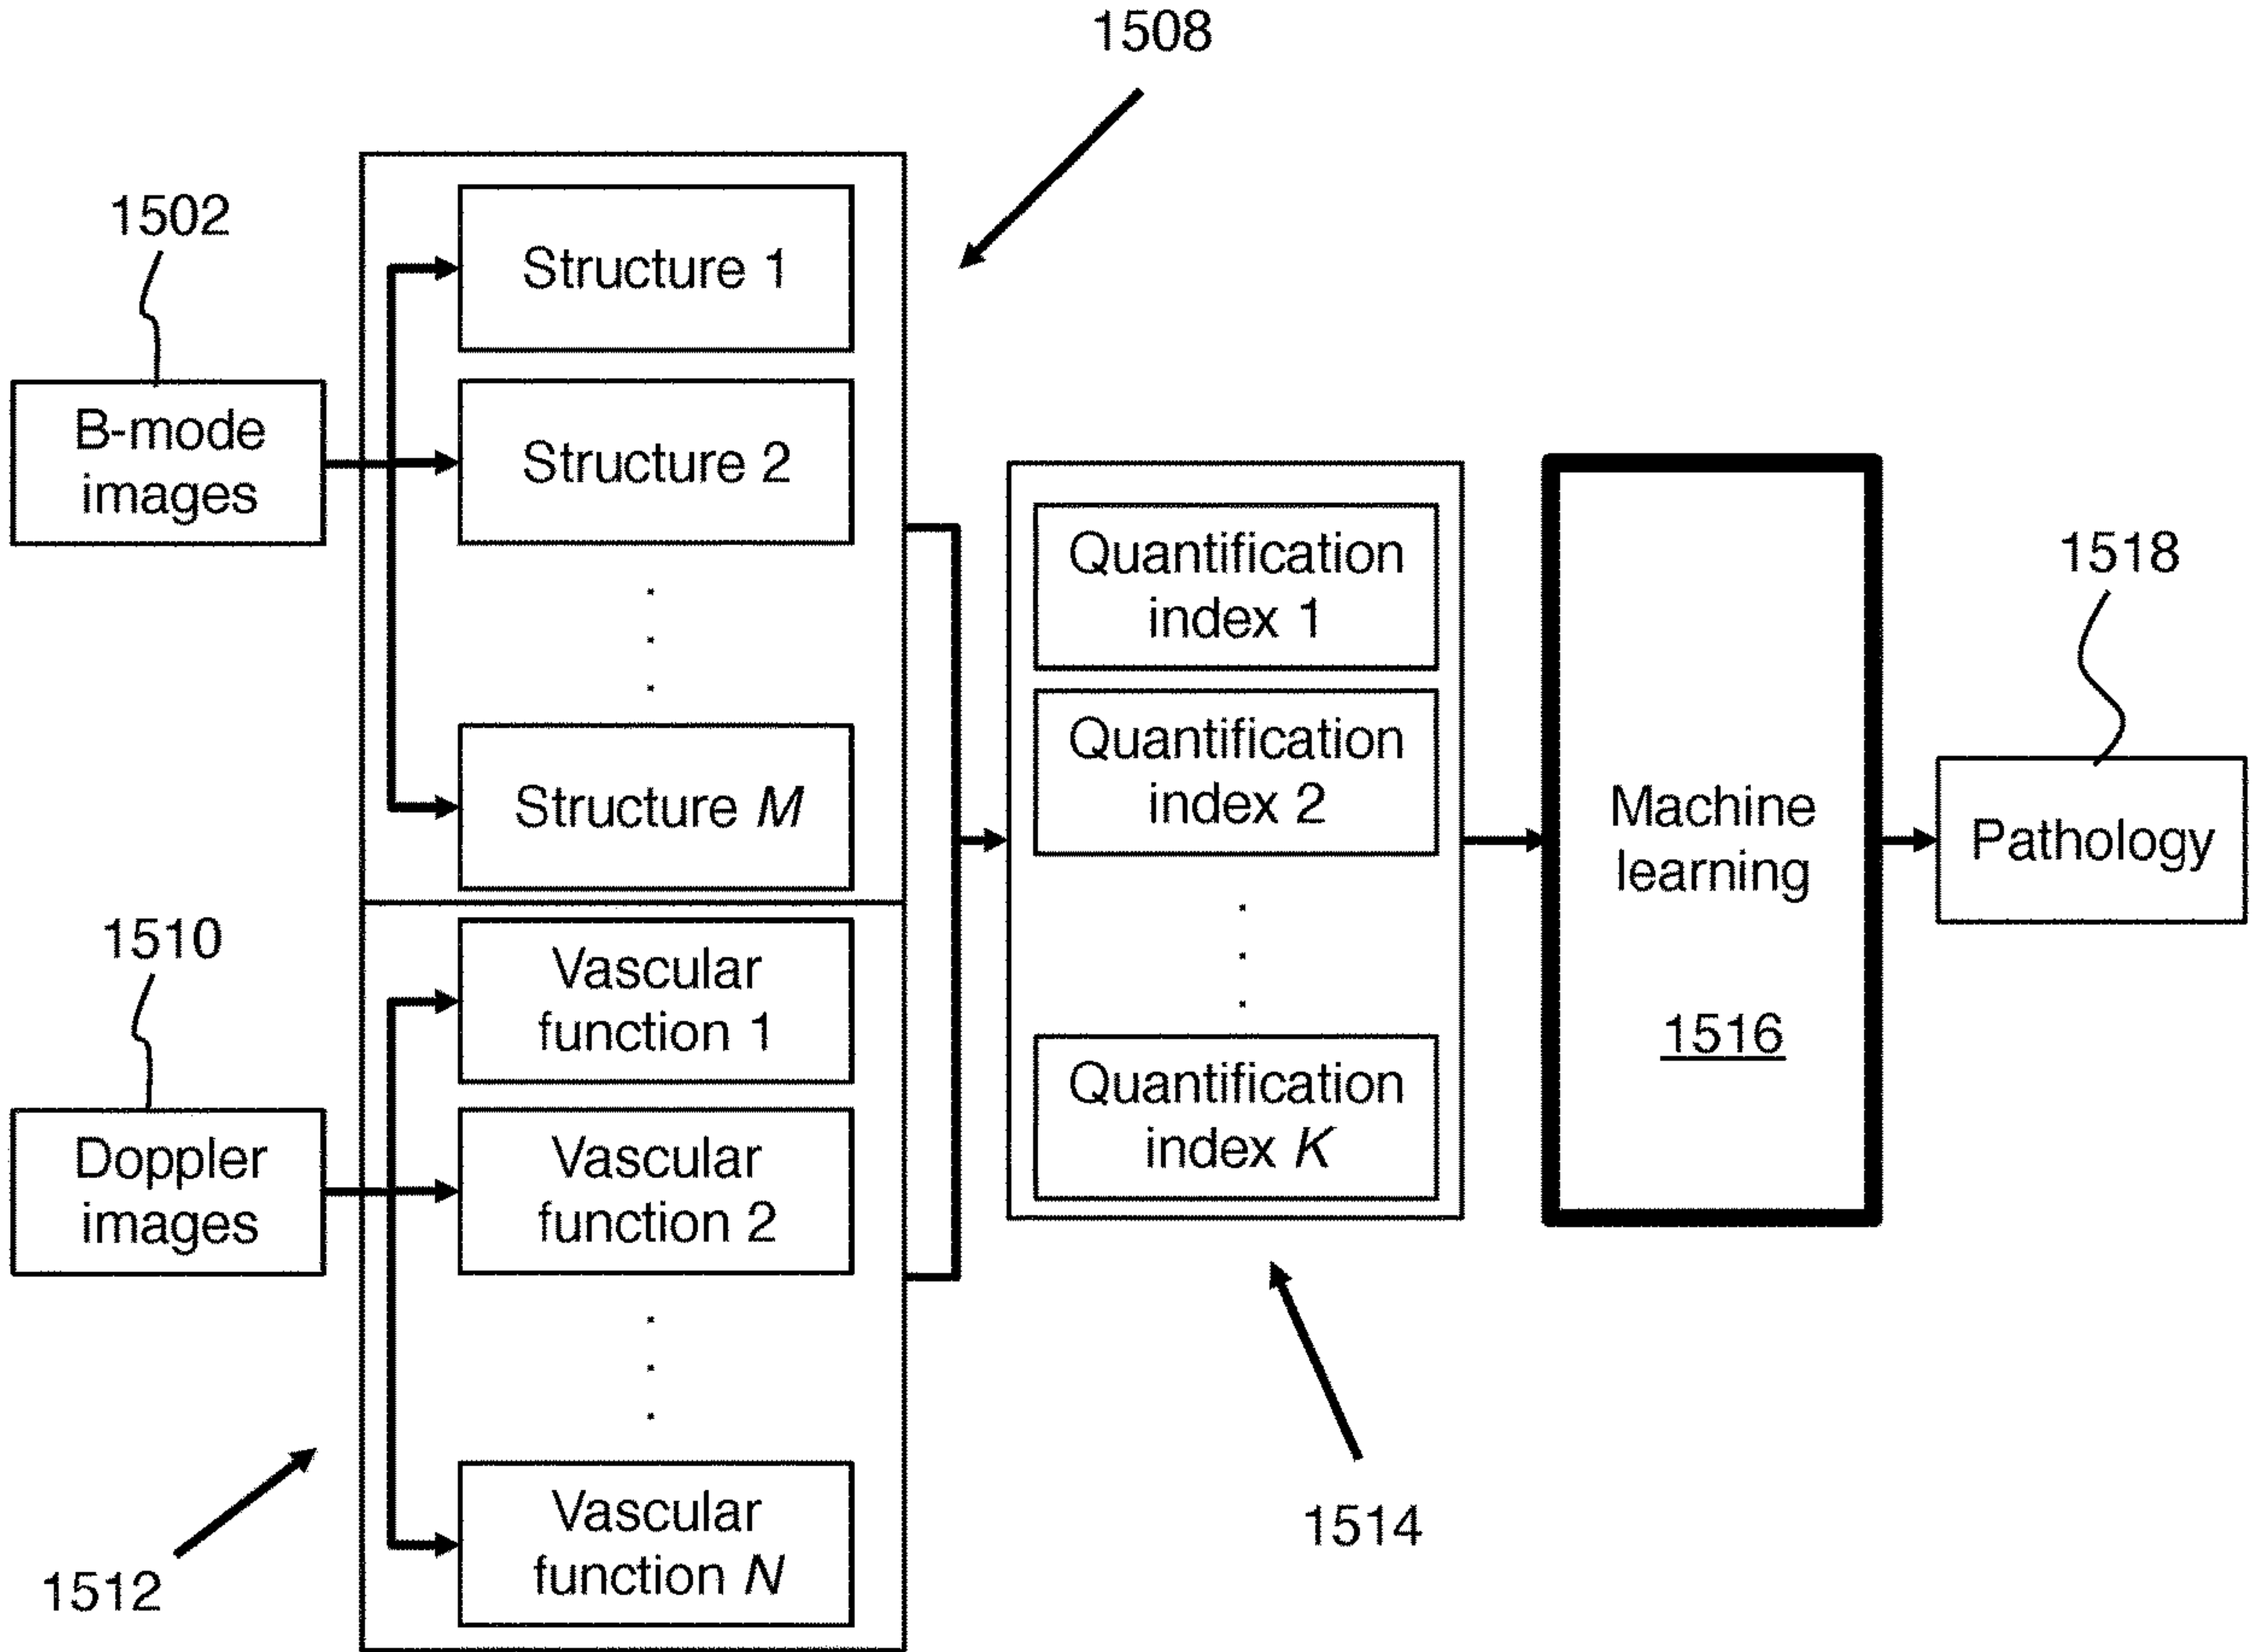 1508
1502
B-mode
images
Structure 1
Structure 2
Structure M
1510
Doppler
images
Vascular
function 1
Vascular
function 2
Vascular
function N
1512
Quantification
index 1
Quantification
index 2
Quantification
index K
1514
Machine
learning
1516
1518
Pathology